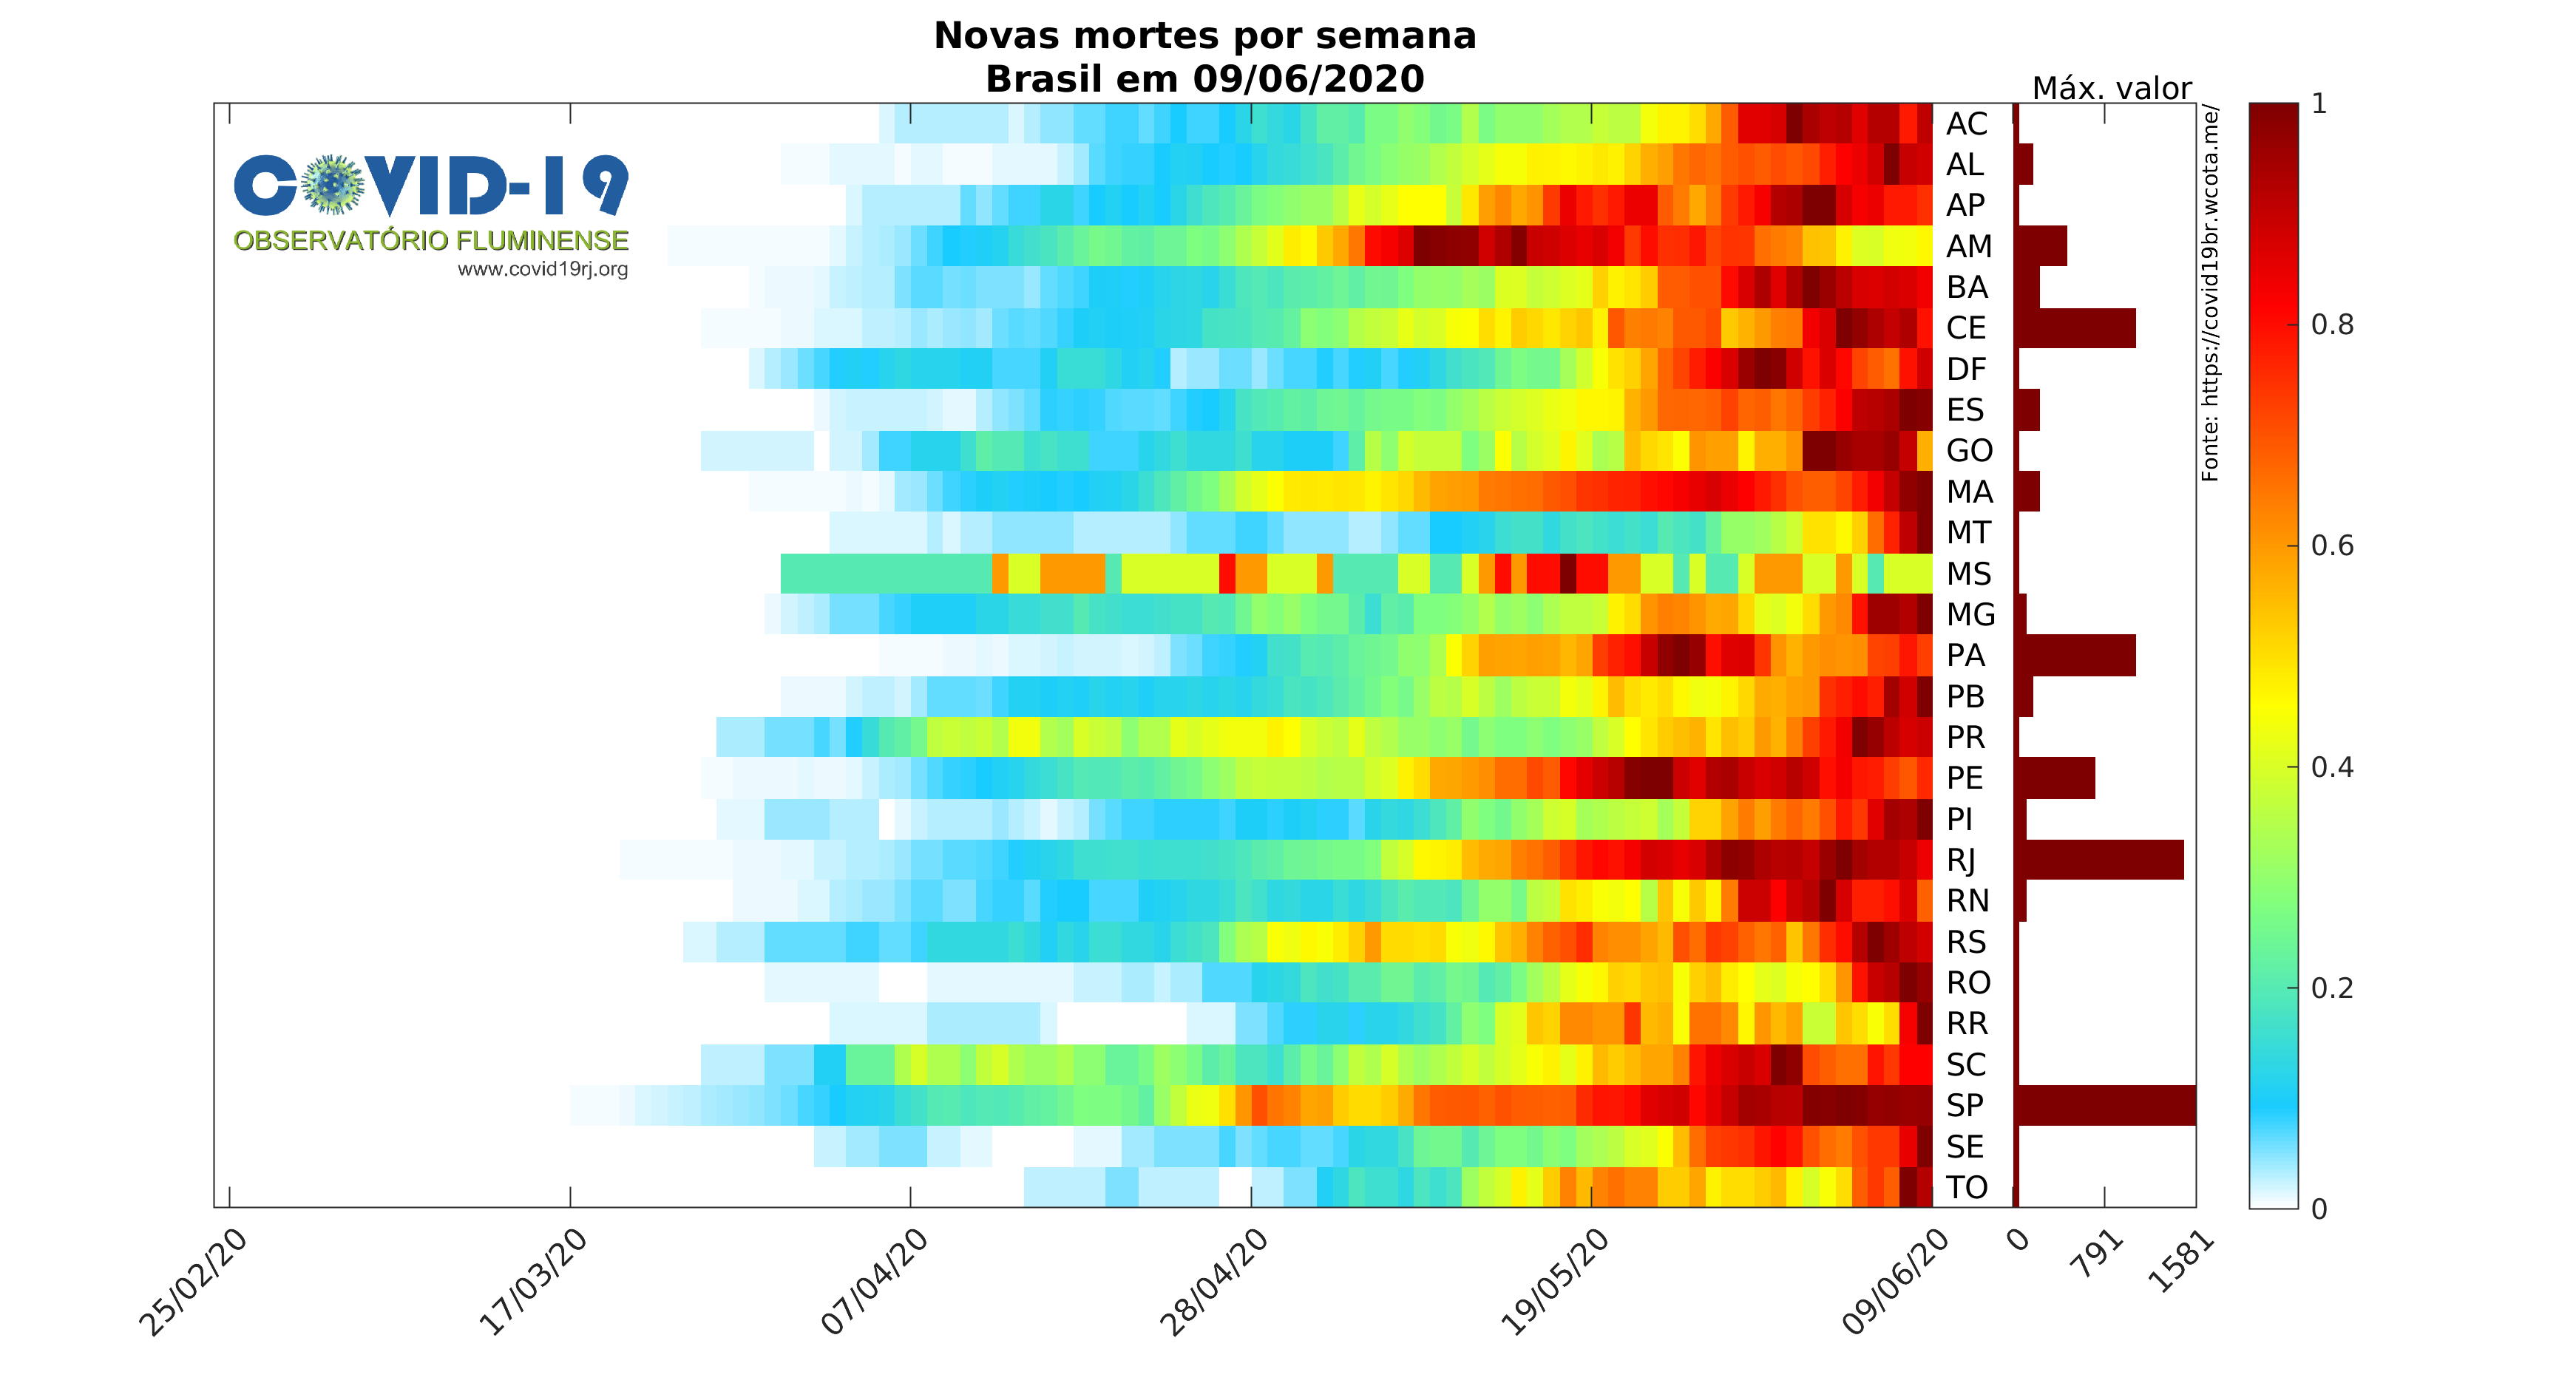 Novas mortes por semana
Brasil em 09/06/2020
Máx. valor
COVID-19
OBSERVATÓRIO FLUMINENSE
www.covid19rj.org
AC
AL
AP
AM
BA
CE
DF
ES
GO
MA
MT
MS
MG
PA
PB
PR
PE
PI
RJ
RN
RS
RO
RR
SC
SP
SE
TO
Fonte: https://covid19br.wcota.me/
1
0.8
0.6
0.4
0.2
0
25/02/20
17/03/20
07/04/20
28/04/20
19/05/20
09/06/20
0
791
1581